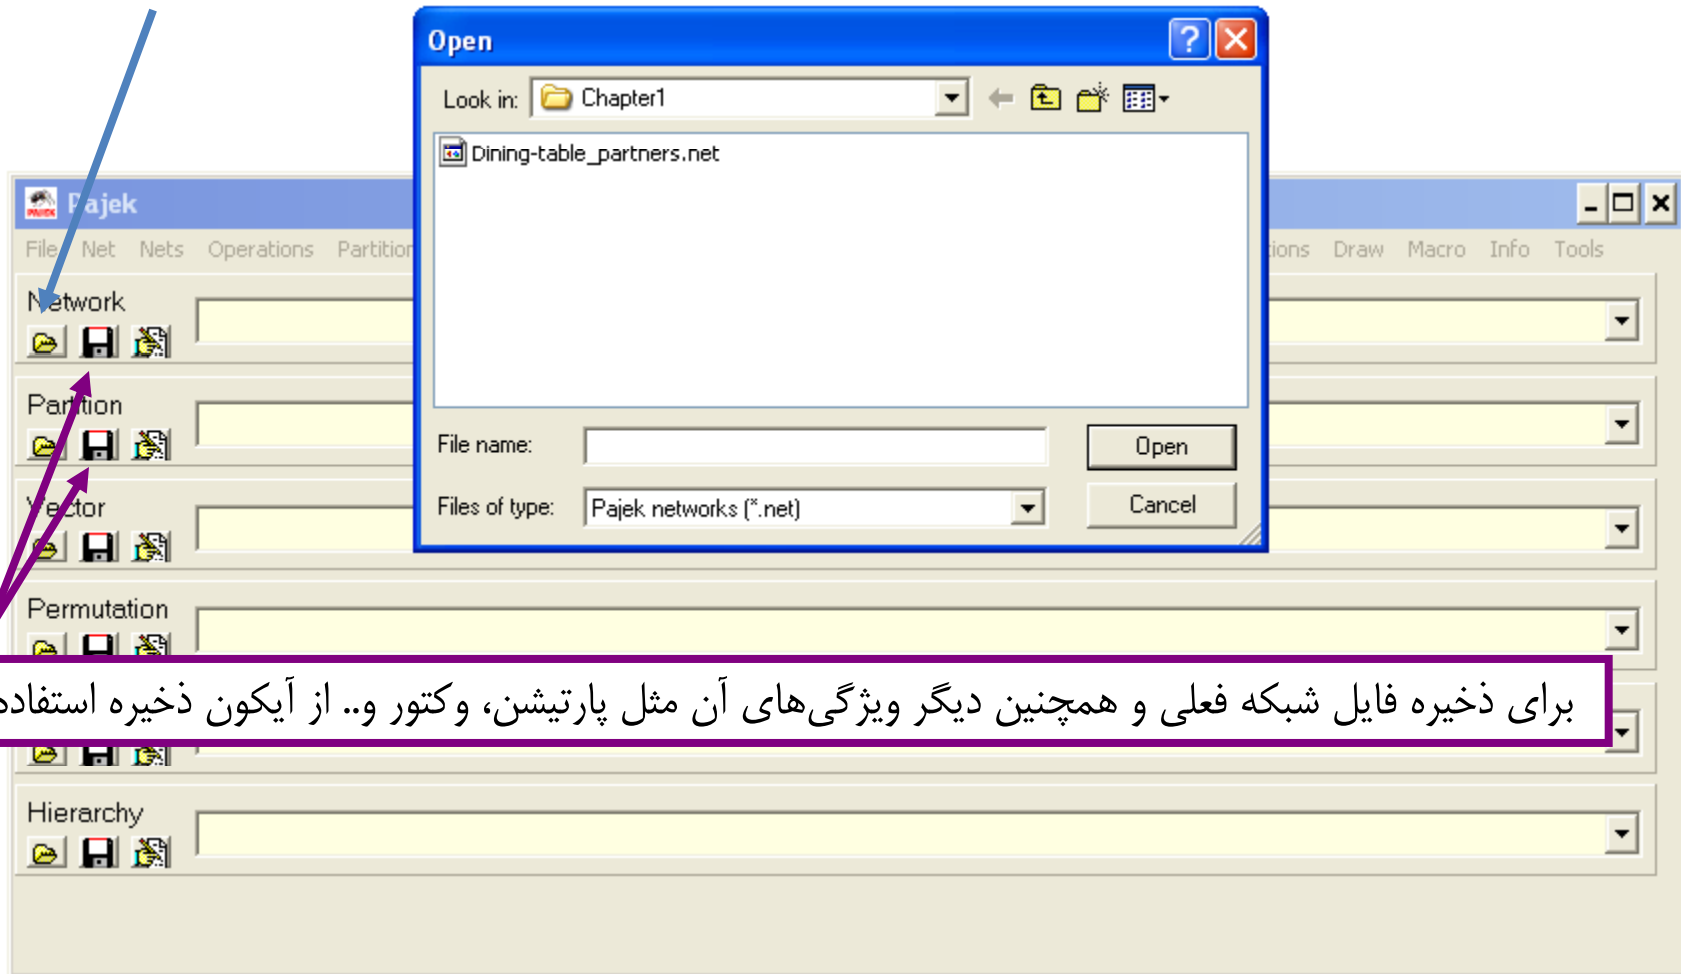 Open
Look in: Chapter1
Dining-table_partners.net
Pajek
File Net Nets Operations Partition Draw Macro Info Tools
Network
Partition
File name: Open
Vector
Files of type: Pajek networks (*.net) Cancel
Permutation
برای ذخیره فایل شبکه فعلی و همچنین دیگر ویژگی‌های آن مثل پارتیشن، وکتور و.. از آیکون ذخیره استفاده
Hierarchy